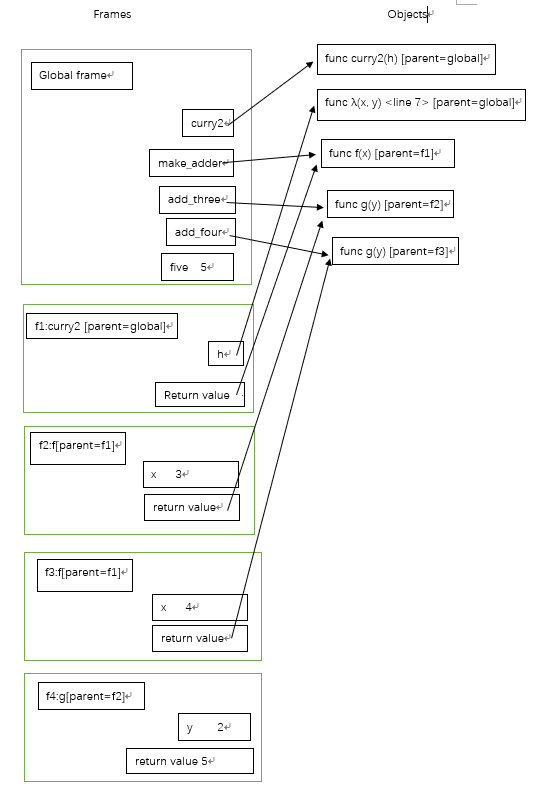 Frames
Objects
Global frame
curry2
make_adder
add_three
add_four
five 5
func curry2(h) [parent=global]
func λ(x, y) <line 7> [parent=global]
func f(x) [parent=f1]
func g(y) [parent=f2]
func g(y) [parent=f3]
f1:curry2 [parent=global]
h
Return value
f2:f[parent=f1]
x 3
return value
f3:f[parent=f1]
x 4
return value
f4:g[parent=f2]
y 2
return value 5